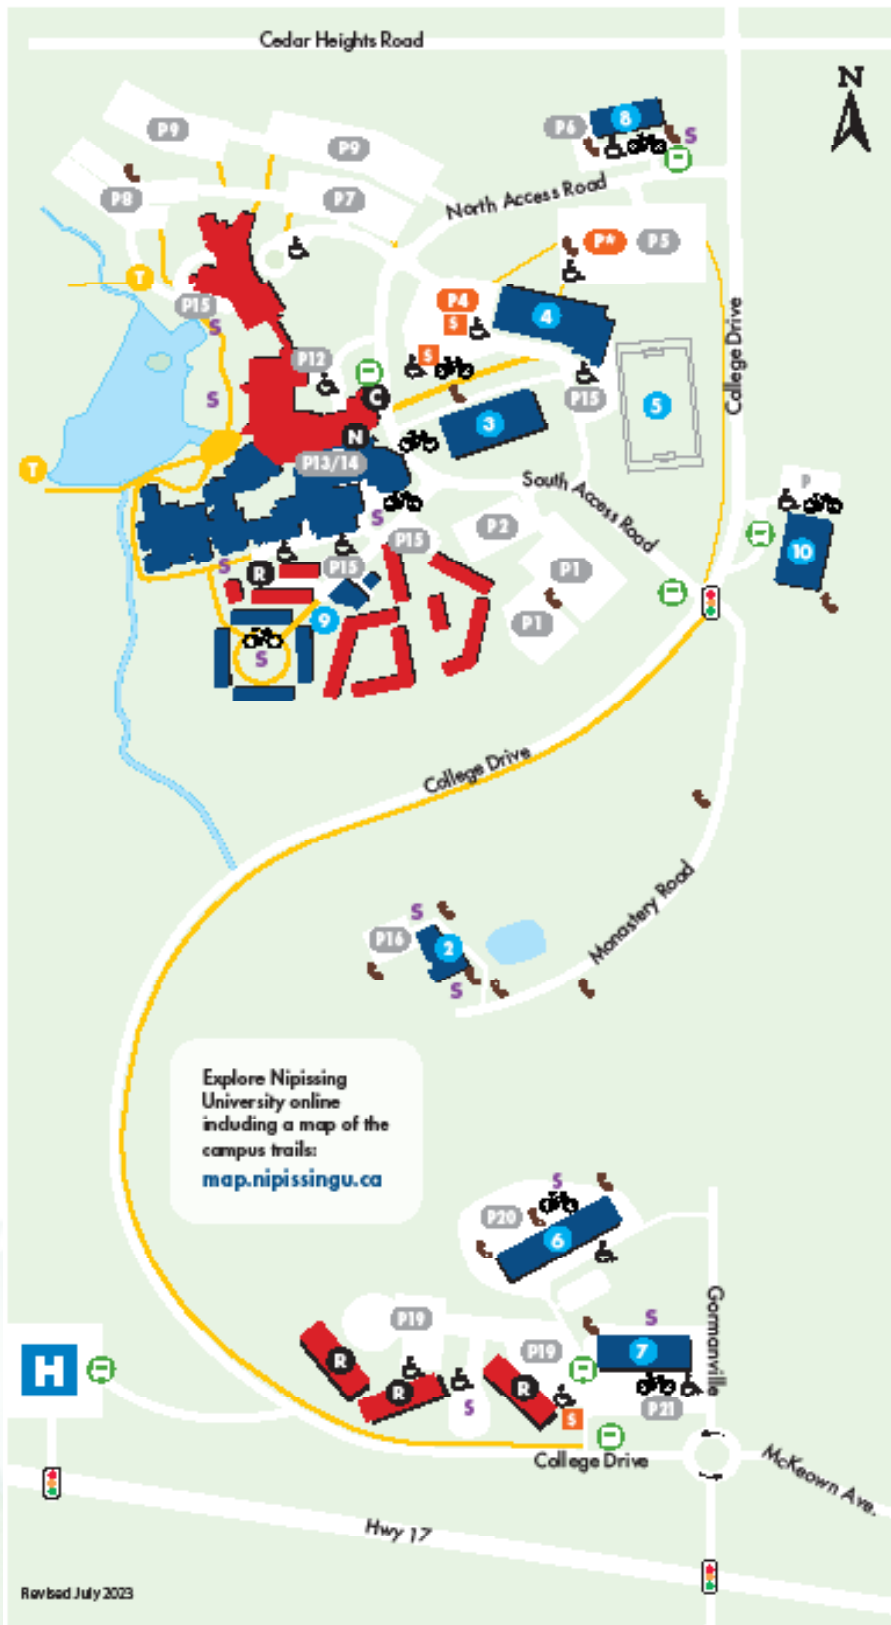 Cedar Heights Road
N
P9
P9
P6
8
S
P8
P7
North Access Road
P*
P5
T
P15
S
P4
S
4
College Drive
P12
S
S
C
P15
5
3
N
T
P13/14
South Access Road
S
P
P2
10
P15
S
R
P15
P1
9
P1
S
College Drive
Monastery Road
S
P16
2
S
Explore Nipissing
University online
including a map of the
campus trails:
map.nipissingu.ca
S
P20
6
Gormanville
P19
S
H
R
P19
7
R
R
S
S
P21
College Drive
McKeown Ave.
Hwy 17
Revised July 2023